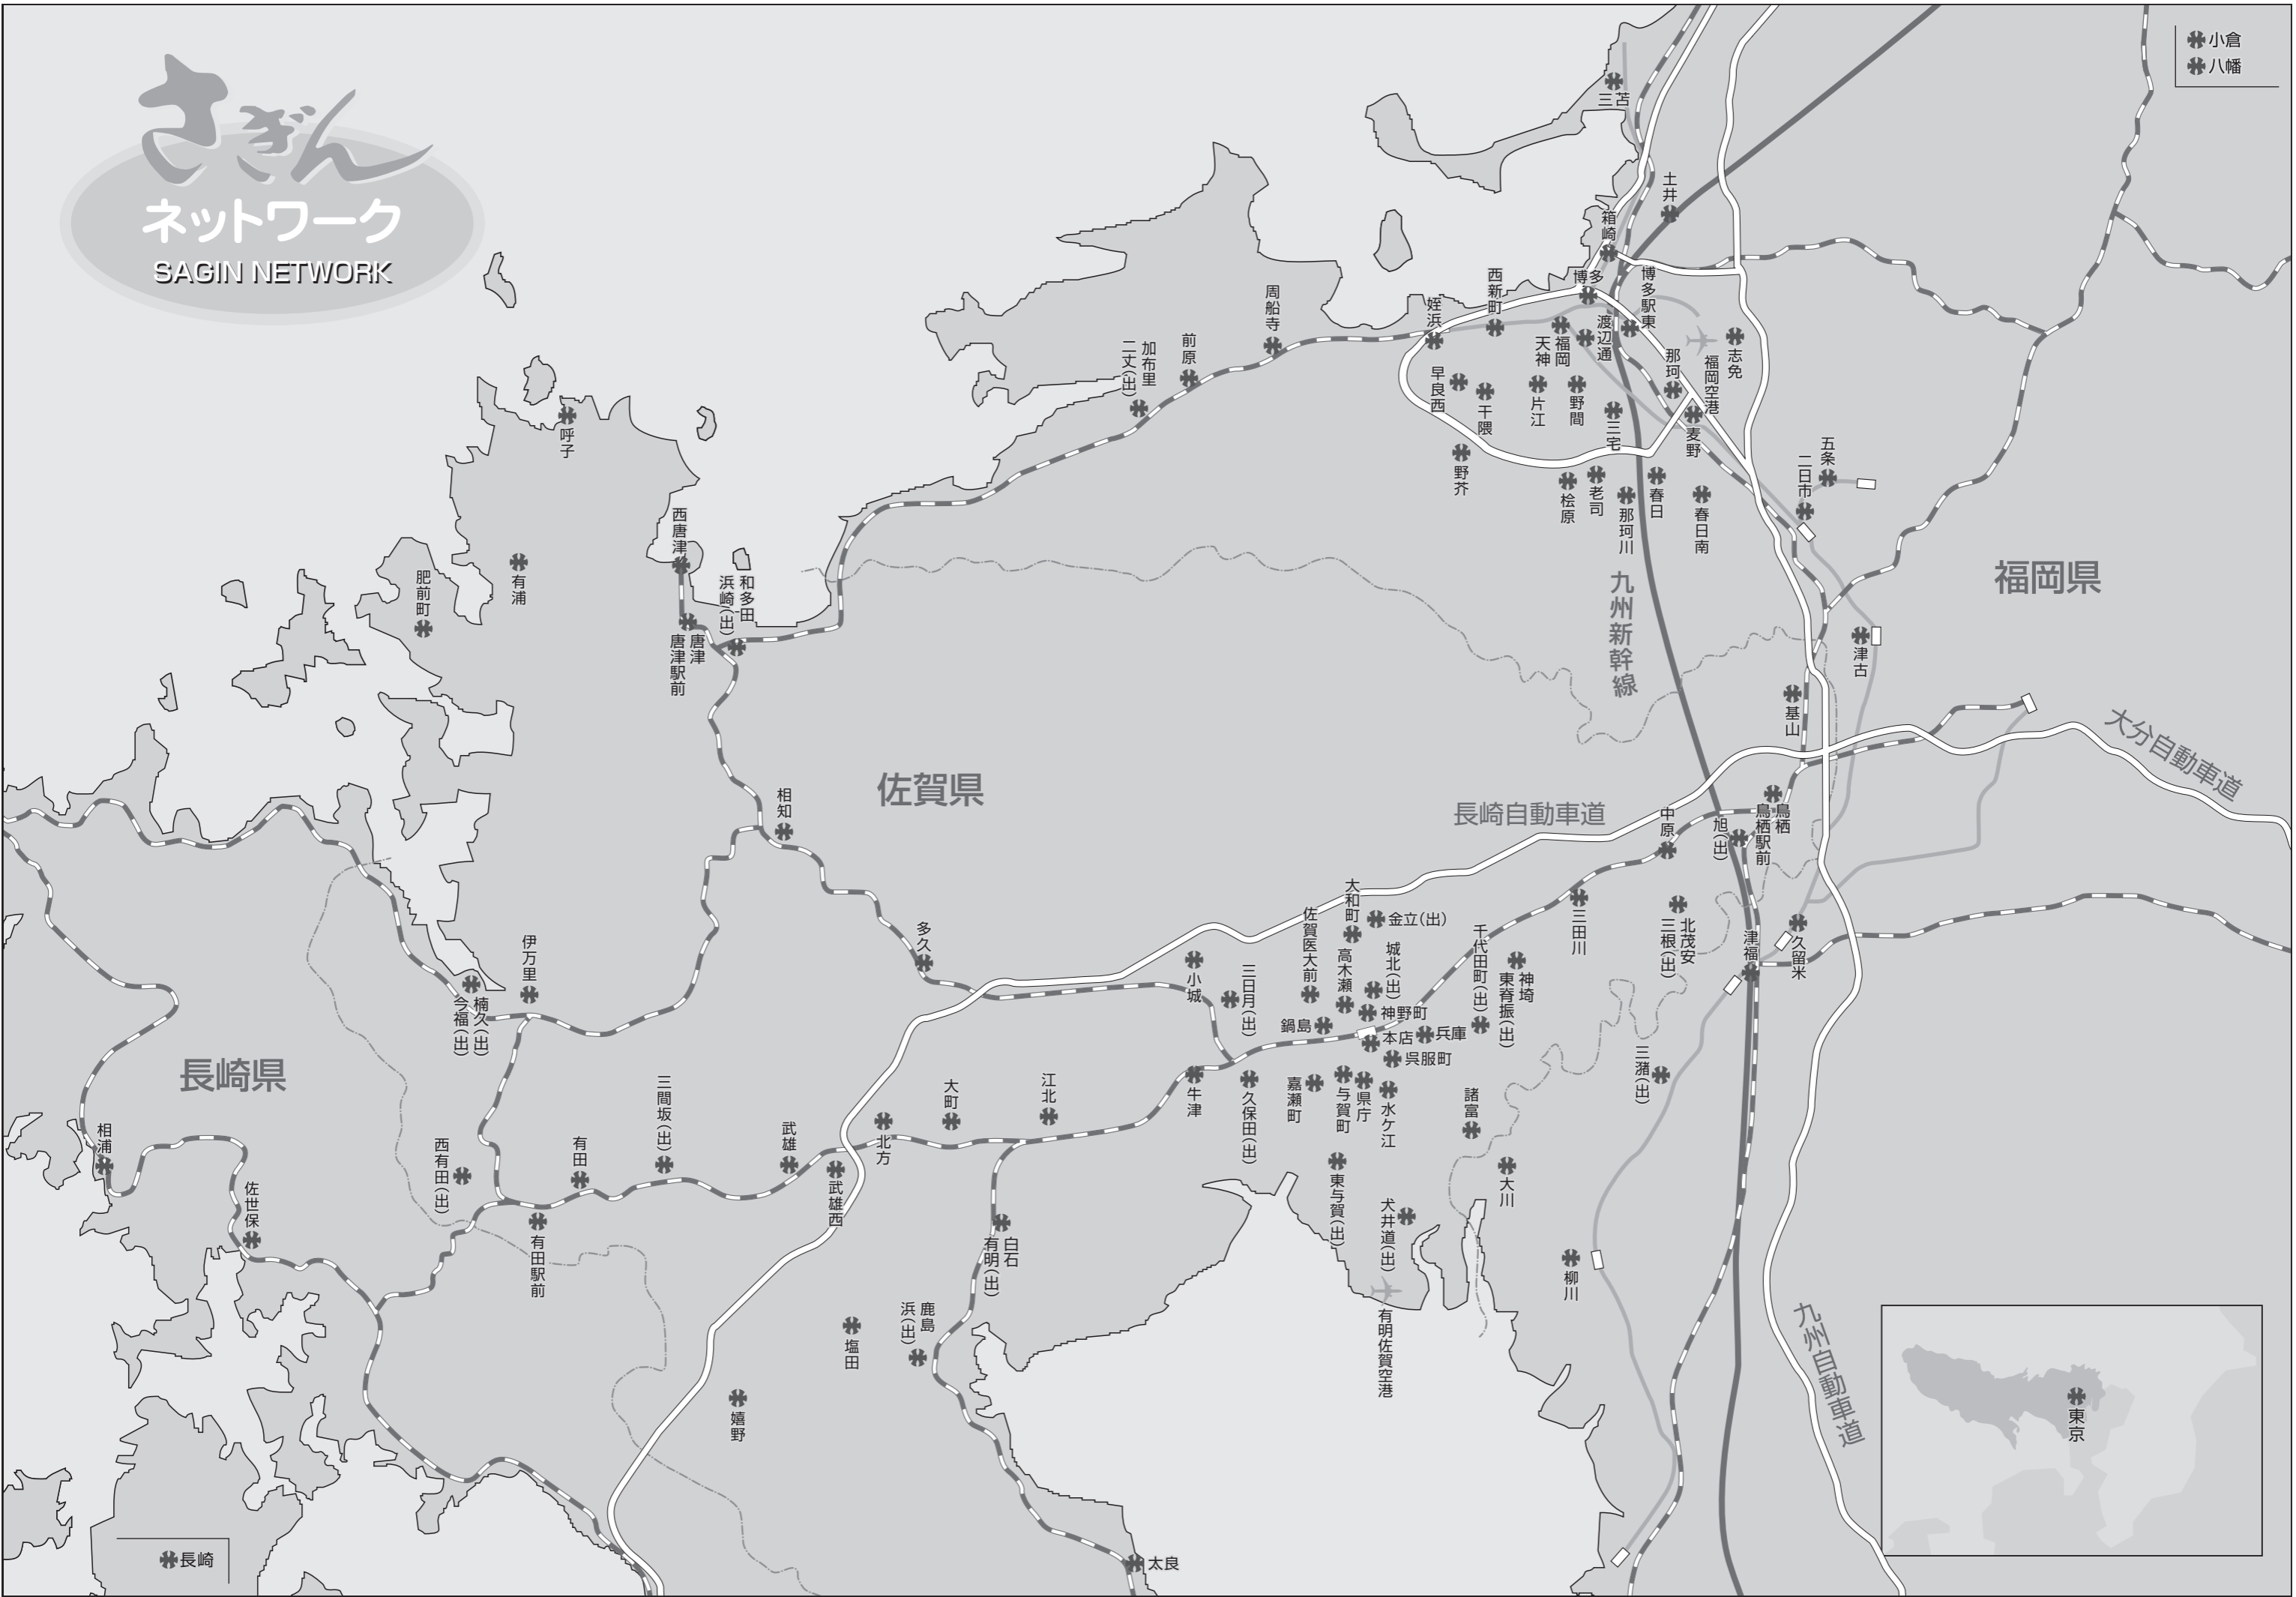 さぎん
ネットワーク
SAGIN NETWORK
小倉
八幡
三苫
土井
箱崎
博多
博多駅東
西新町
姪浜
周船寺
前原
加布里
二丈(出)
福岡
天神
渡辺通
那珂
福岡空港
志免
早良西
干隈
片江
野間
三宅
麦野
野芥
桧原
老司
那珂川
春日
春日南
五条
二日市
呼子
有浦
肥前町
西唐津
和多田
浜崎(出)
唐津
唐津駅前
九州新幹線
福岡県
津古
基山
大分自動車道
佐賀県
長崎自動車道
相知
中原
旭(出)
鳥栖
鳥栖駅前
大和町
金立(出)
佐賀医大前
高木瀬
城北(出)
千代田町(出)
神埼
東脊振(出)
三田川
北茂安
三根(出)
津福
久留米
多久
小城
三日月(出)
伊万里
楠久(出)
今福(出)
神野町
鍋島
本店
兵庫
呉服町
三潴(出)
長崎県
三間坂(出)
大町
江北
牛津
久保田(出)
嘉瀬町
与賀町
県庁
水ケ江
諸富
相浦
西有田(出)
有田
武雄
武雄西
北方
佐世保
有田駅前
白石
有明(出)
東与賀(出)
犬井道(出)
大川
柳川
鹿島
浜(出)
塩田
嬉野
有明佐賀空港
九州自動車道
東京
長崎
太良